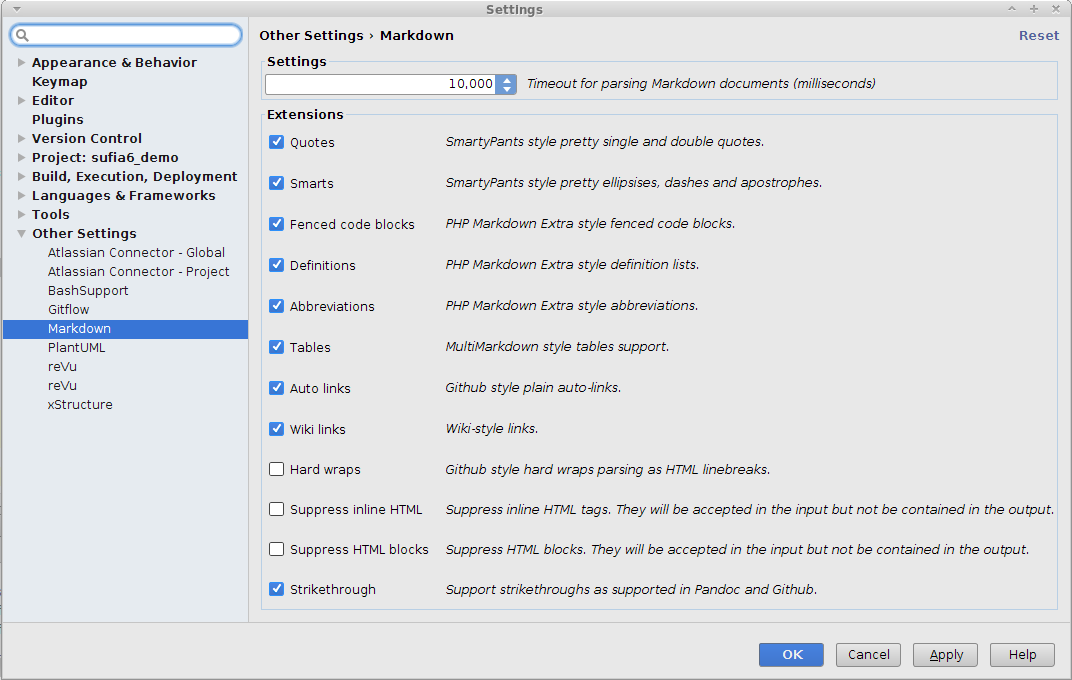 Settings
Other Settings › Markdown
Reset
Appearance & Behavior
Keymap
Editor
Plugins
Version Control
Project: sufia6_demo
Build, Execution, Deployment
Languages & Frameworks
Tools
Other Settings
Atlassian Connector - Global
Atlassian Connector - Project
BashSupport
Gitflow
Markdown
PlantUML
reVu
reVu
xStructure
Settings
10,000 Timeout for parsing Markdown documents (milliseconds)
Extensions
Quotes SmartyPants style pretty single and double quotes.
Smarts SmartyPants style pretty ellipsises, dashes and apostrophes.
Fenced code blocks PHP Markdown Extra style fenced code blocks.
Definitions PHP Markdown Extra style definition lists.
Abbreviations PHP Markdown Extra style abbreviations.
Tables MultiMarkdown style tables support.
Auto links Github style plain auto-links.
Wiki links Wiki-style links.
Hard wraps Github style hard wraps parsing as HTML linebreaks.
Suppress inline HTML Suppress inline HTML tags. They will be accepted in the input but not be contained in the output.
Suppress HTML blocks Suppress HTML blocks. They will be accepted in the input but not be contained in the output.
Strikethrough Support strikethroughs as supported in Pandoc and Github.
OK Cancel Apply Help